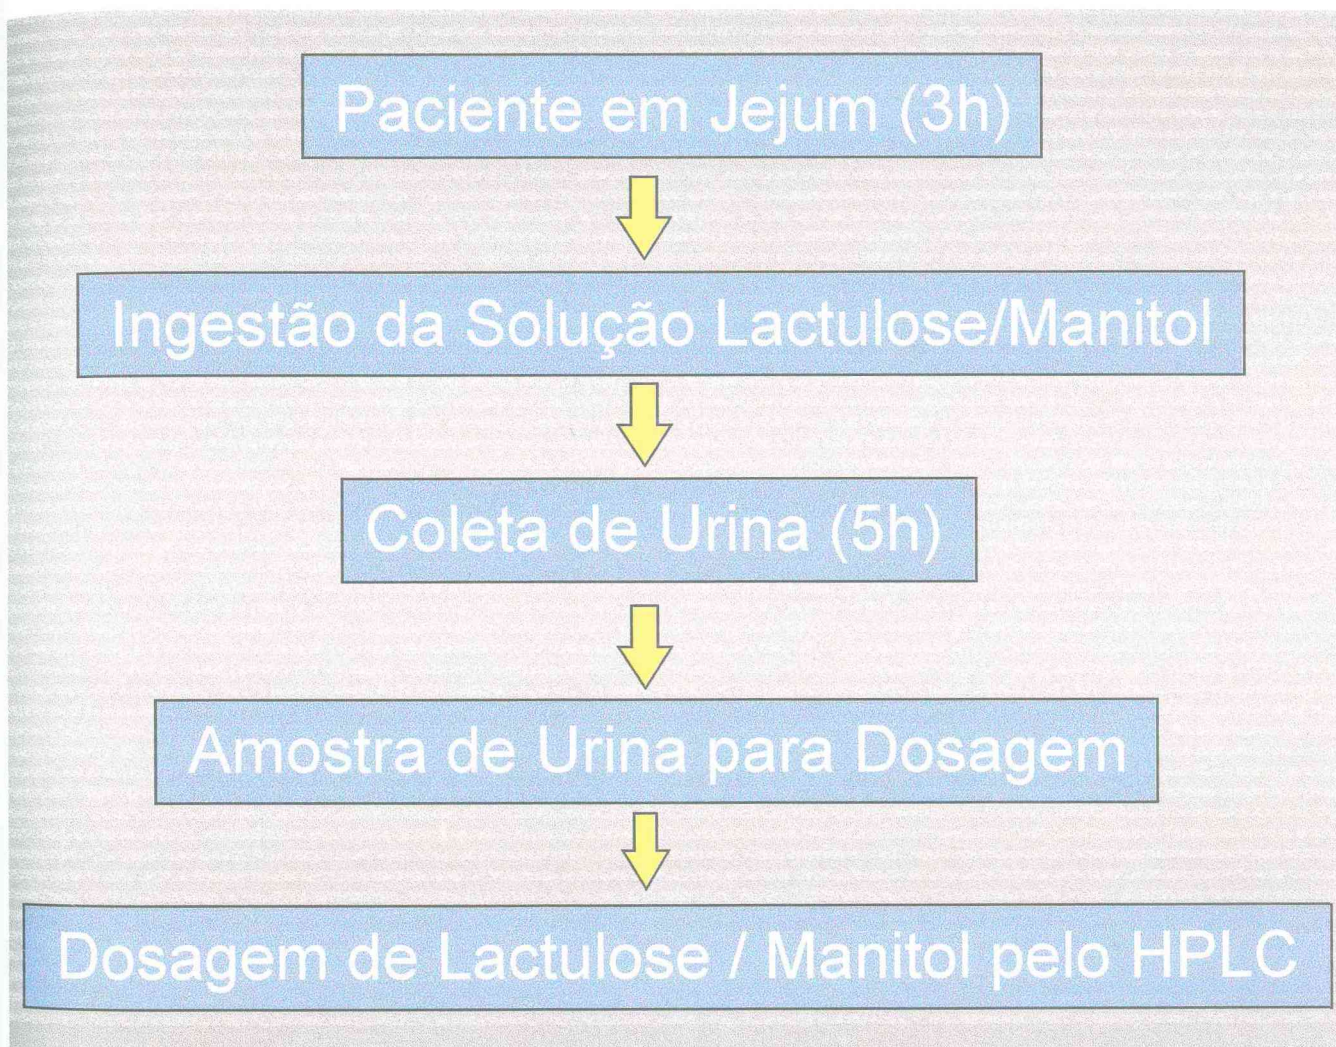 Paciente em Jejum (3h)
Ingestão da Solução Lactulose/Manitol
Coleta de Urina (5h)
Amostra de Urina para Dosagem
Dosagem de Lactulose / Manitol pelo HPLC